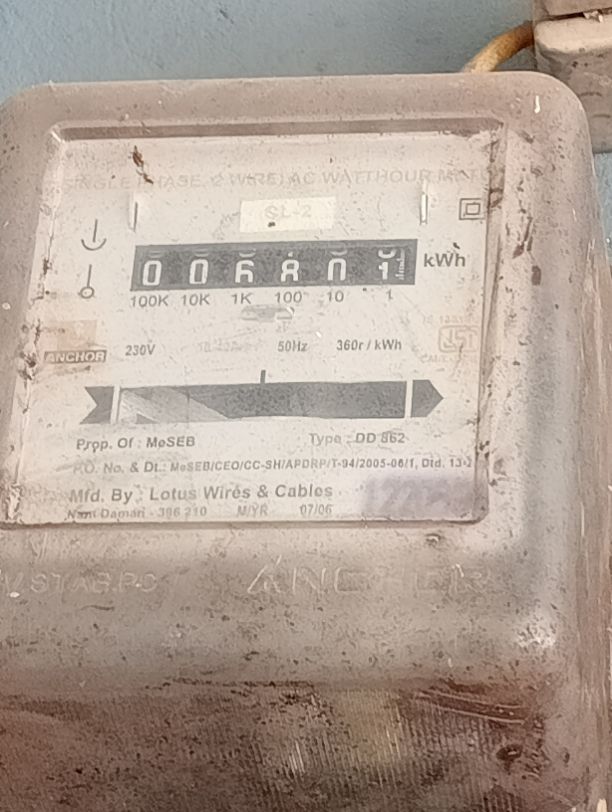 SINGLE PHASE, 2 WIRE, AC WATTHOUR METER
SL-2
006801 kWh
100K 10K 1K 100 10 1
ANCHOR 230V 50Hz 360r / kWh
Prop. Of : MeSEB Type : DD 862
P.O. No. & Dt.: MeSEB/CEO/CC-SH/APDRP/T-94/2005-06/1, Dtd. 13-2
Mfd. By : Lotus Wires & Cables
Nani Daman - 396 210 M/YR 07/06
ANCHOR